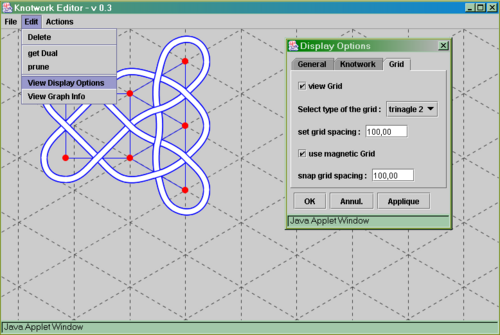 Knotwork Editor - v 0.3
File Edit Actions
Delete
get Dual
prune
View Display Options
View Graph Info
Display Options
General Knotwork Grid
view Grid
Select type of the grid : trinagle 2
set grid spacing : 100,00
use magnetic Grid
snap grid spacing : 100,00
OK Annul. Applique
Java Applet Window
Java Applet Window